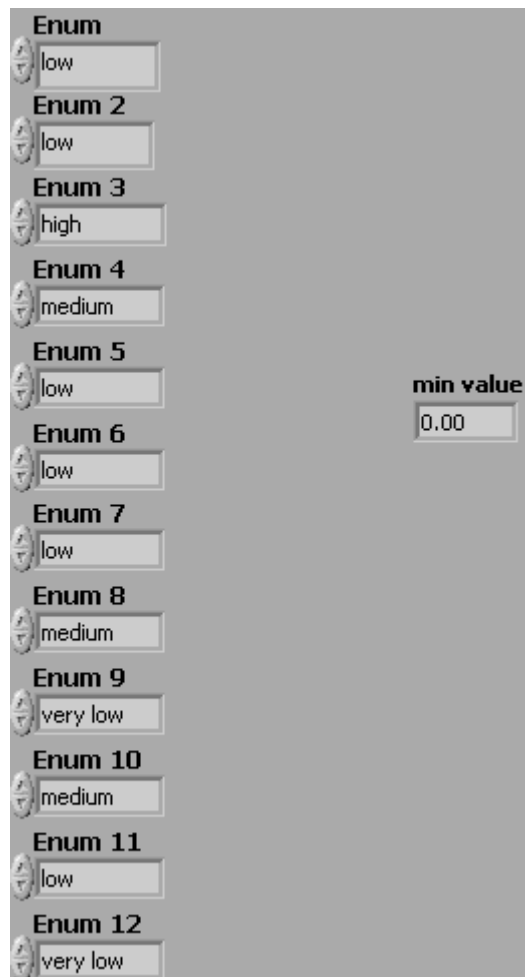 Enum
low
Enum 2
low
Enum 3
high
Enum 4
medium
Enum 5
low
min value
0.00
Enum 6
low
Enum 7
low
Enum 8
medium
Enum 9
very low
Enum 10
medium
Enum 11
low
Enum 12
very low